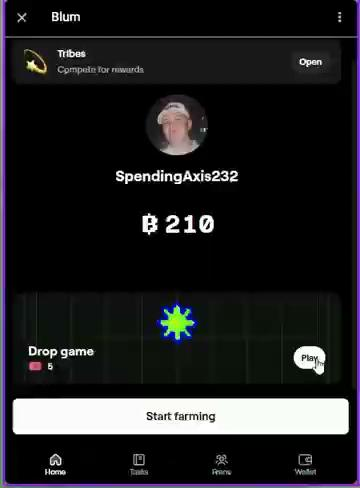 Blum
Tribes
Compete for rewards
Open
SpendingAxis232
210
Drop game
Play
5
Start farming
Home
Tasks
Frens
Wallet